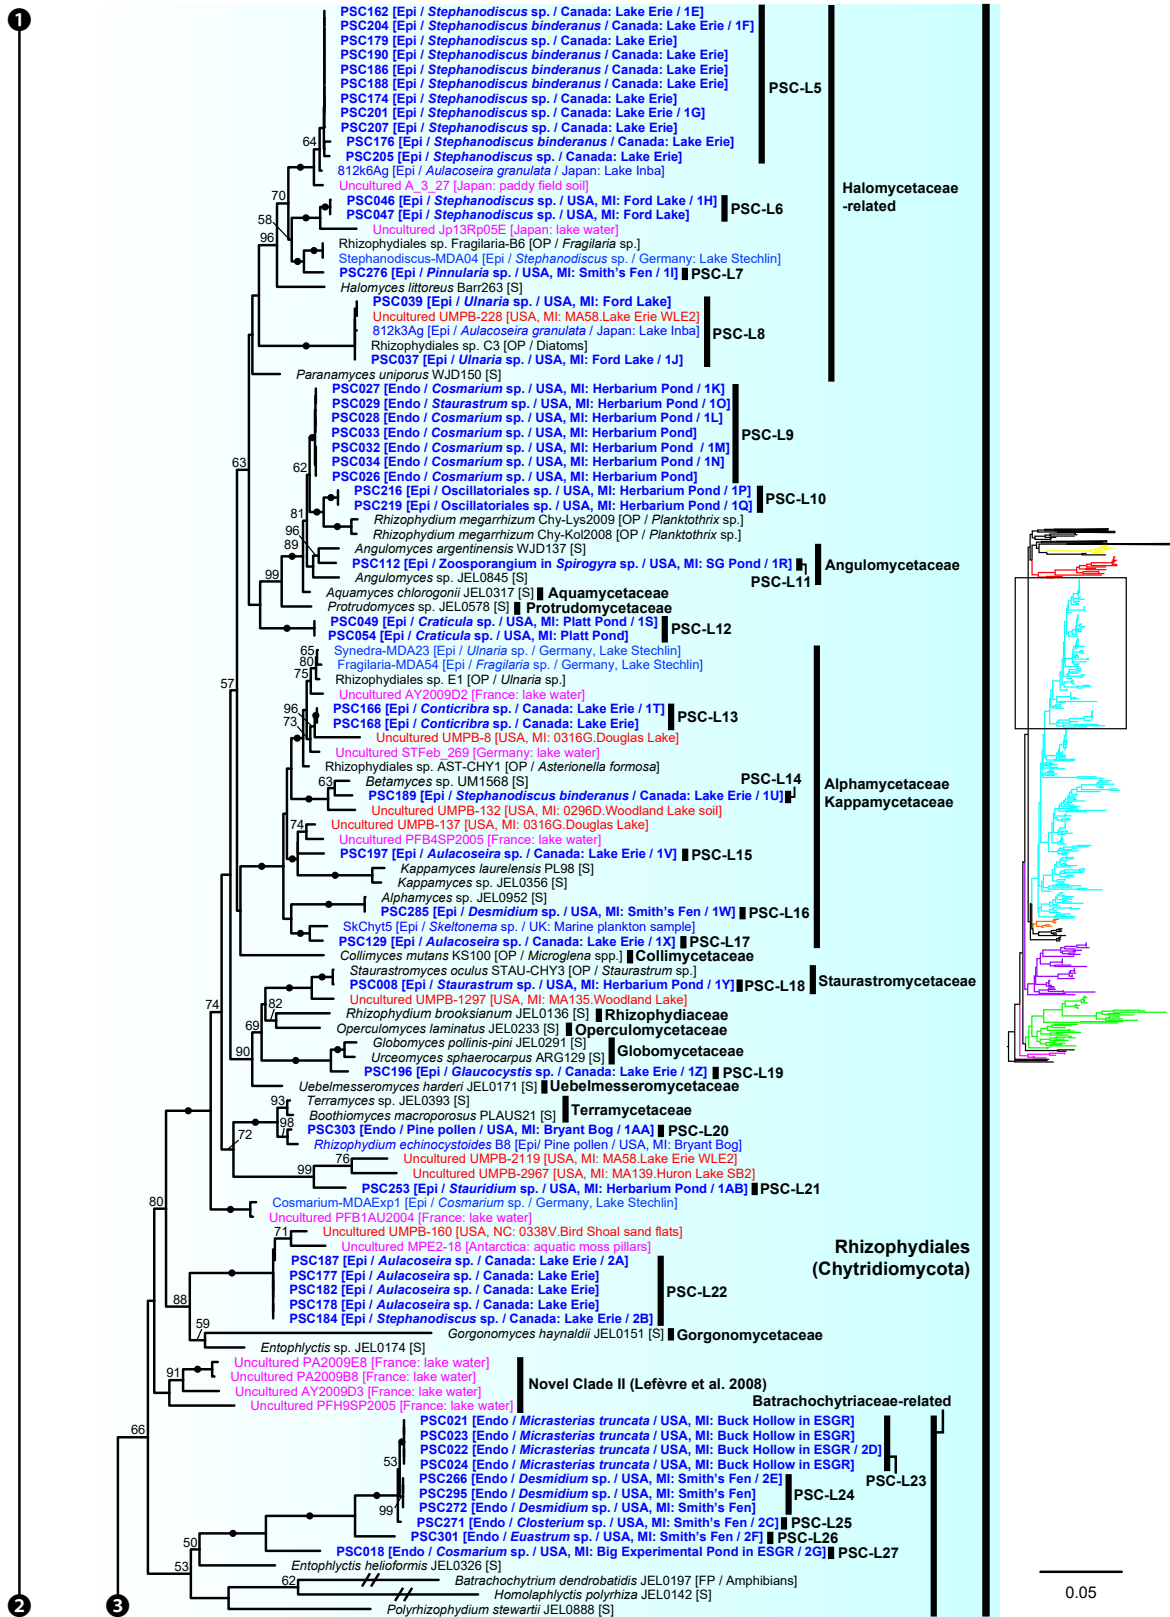 1
PSC162 [Epi / Stephanodiscus sp. / Canada: Lake Erie / 1E]
PSC204 [Epi / Stephanodiscus binderanus / Canada: Lake Erie / 1F]
PSC179 [Epi / Stephanodiscus sp. / Canada: Lake Erie]
PSC190 [Epi / Stephanodiscus binderanus / Canada: Lake Erie]
PSC186 [Epi / Stephanodiscus binderanus / Canada: Lake Erie]
PSC188 [Epi / Stephanodiscus binderanus / Canada: Lake Erie]
PSC-L5
PSC174 [Epi / Stephanodiscus sp. / Canada: Lake Erie]
PSC201 [Epi / Stephanodiscus sp. / Canada: Lake Erie / 1G]
PSC207 [Epi / Stephanodiscus sp. / Canada: Lake Erie]
64
PSC176 [Epi / Stephanodiscus binderanus / Canada: Lake Erie]
PSC205 [Epi / Stephanodiscus sp. / Canada: Lake Erie]
812k6Ag [Epi / Aulacoseira granulata / Japan: Lake Inba]
Uncultured A_3_27 [Japan: paddy field soil]
Halomycetaceae
-related
70
PSC046 [Epi / Stephanodiscus sp. / USA, MI: Ford Lake / 1H]
PSC047 [Epi / Stephanodiscus sp. / USA, MI: Ford Lake]
PSC-L6
58
Uncultured Jp13Rp05E [Japan: lake water]
96
Rhizophydiales sp. Fragilaria-B6 [OP / Fragilaria sp.]
Stephanodiscus-MDA04 [Epi / Stephanodiscus sp. / Germany: Lake Stechlin]
PSC276 [Epi / Pinnularia sp. / USA, MI: Smith's Fen / 1I]
PSC-L7
Halomyces littoreus Barr263 [S]
PSC039 [Epi / Ulnaria sp. / USA, MI: Ford Lake]
Uncultured UMPB-228 [USA, MI: MA58.Lake Erie WLE2]
812k3Ag [Epi / Aulacoseira granulata / Japan: Lake Inba]
PSC-L8
Rhizophydiales sp. C3 [OP / Diatoms]
PSC037 [Epi / Ulnaria sp. / USA, MI: Ford Lake / 1J]
Paranamyces uniporus WJD150 [S]
PSC027 [Endo / Cosmarium sp. / USA, MI: Herbarium Pond / 1K]
PSC029 [Endo / Staurastrum sp. / USA, MI: Herbarium Pond / 1O]
PSC028 [Endo / Cosmarium sp. / USA, MI: Herbarium Pond / 1L]
PSC033 [Endo / Cosmarium sp. / USA, MI: Herbarium Pond]
PSC-L9
PSC032 [Endo / Cosmarium sp. / USA, MI: Herbarium Pond / 1M]
PSC034 [Endo / Cosmarium sp. / USA, MI: Herbarium Pond / 1N]
63
62
PSC026 [Endo / Cosmarium sp. / USA, MI: Herbarium Pond]
PSC216 [Epi / Oscillatoriales sp. / USA, MI: Herbarium Pond / 1P]
PSC219 [Epi / Oscillatoriales sp. / USA, MI: Herbarium Pond / 1Q]
PSC-L10
81
Rhizophydium megarrhizum Chy-Lys2009 [OP / Planktothrix sp.]
96
Rhizophydium megarrhizum Chy-Kol2008 [OP / Planktothrix sp.]
89
Angulomyces argentinensis WJD137 [S]
PSC112 [Epi / Zoosporangium in Spirogyra sp. / USA, MI: SG Pond / 1R]
Angulomycetaceae
99
Angulomyces sp. JEL0845 [S]
PSC-L11
Aquamyces chlorogonii JEL0317 [S]
Aquamycetaceae
Protrudomyces sp. JEL0578 [S]
Protrudomycetaceae
PSC049 [Epi / Craticula sp. / USA, MI: Platt Pond / 1S]
PSC054 [Epi / Craticula sp. / USA, MI: Platt Pond]
PSC-L12
65
Synedra-MDA23 [Epi / Ulnaria sp. / Germany, Lake Stechlin]
80
Fragilaria-MDA54 [Epi / Fragilaria sp. / Germany, Lake Stechlin]
75
Rhizophydiales sp. E1 [OP / Ulnaria sp.]
57
Uncultured AY2009D2 [France: lake water]
96
PSC166 [Epi / Conticribra sp. / Canada: Lake Erie / 1T]
73
PSC168 [Epi / Conticribra sp. / Canada: Lake Erie]
PSC-L13
Uncultured UMPB-8 [USA, MI: 0316G.Douglas Lake]
Uncultured STFeb_269 [Germany: lake water]
Rhizophydiales sp. AST-CHY1 [OP / Asterionella formosa]
63
Betamyces sp. UM1568 [S]
PSC-L14
PSC189 [Epi / Stephanodiscus binderanus / Canada: Lake Erie / 1U]
Alphamycetaceae
Kappamycetaceae
Uncultured UMPB-132 [USA, MI: 0296D.Woodland Lake soil]
74
Uncultured UMPB-137 [USA, MI: 0316G.Douglas Lake]
Uncultured PFB4SP2005 [France: lake water]
PSC197 [Epi / Aulacoseira sp. / Canada: Lake Erie / 1V]
PSC-L15
Kappamyces laurelensis PL98 [S]
Kappamyces sp. JEL0356 [S]
Alphamyces sp. JEL0952 [S]
PSC285 [Epi / Desmidium sp. / USA, MI: Smith's Fen / 1W]
PSC-L16
SkChyt5 [Epi / Skeltonema sp. / UK: Marine plankton sample]
PSC129 [Epi / Aulacoseira sp. / Canada: Lake Erie / 1X]
PSC-L17
Collimyces mutans KS100 [OP / Microglena spp.]
Collimycetaceae
Staurastromyces oculus STAU-CHY3 [OP / Staurastrum sp.]
PSC008 [Epi / Staurastrum sp. / USA, MI: Herbarium Pond / 1Y]
PSC-L18
Staurastromycetaceae
74
Uncultured UMPB-1297 [USA, MI: MA135.Woodland Lake]
82
Rhizophydium brooksianum JEL0136 [S]
Rhizophydiaceae
69
Operculomyces laminatus JEL0233 [S]
Operculomycetaceae
90
Globomyces pollinis-pini JEL0291 [S]
Urceomyces sphaerocarpus ARG129 [S]
Globomycetaceae
PSC196 [Epi / Glaucocystis sp. / Canada: Lake Erie / 1Z]
PSC-L19
Uebelmesseromyces harderi JEL0171 [S]
Uebelmesseromycetaceae
93
Terramyces sp. JEL0393 [S]
Boothiomyces macroporosus PLAUS21 [S]
Terramycetaceae
98
PSC303 [Endo / Pine pollen / USA, MI: Bryant Bog / 1AA]
PSC-L20
72
Rhizophydium echinocystoides B8 [Epi/ Pine pollen / USA, MI: Bryant Bog]
76
Uncultured UMPB-2119 [USA, MI: MA58.Lake Erie WLE2]
99
Uncultured UMPB-2967 [USA, MI: MA139.Huron Lake SB2]
PSC253 [Epi / Stauridium sp. / USA, MI: Herbarium Pond / 1AB]
PSC-L21
80
Cosmarium-MDAExp1 [Epi / Cosmarium sp. / Germany, Lake Stechlin]
Uncultured PFB1AU2004 [France: lake water]
71
Uncultured UMPB-160 [USA, NC: 0338V.Bird Shoal sand flats]
Uncultured MPE2-18 [Antarctica: aquatic moss pillars]
Rhizophydiales
(Chytridiomycota)
PSC187 [Epi / Aulacoseira sp. / Canada: Lake Erie / 2A]
PSC177 [Epi / Aulacoseira sp. / Canada: Lake Erie]
PSC182 [Epi / Aulacoseira sp. / Canada: Lake Erie]
PSC-L22
88
PSC178 [Epi / Aulacoseira sp. / Canada: Lake Erie]
PSC184 [Epi / Stephanodiscus sp. / Canada: Lake Erie / 2B]
59
Gorgonomyces haynaldii JEL0151 [S]
Gorgonomycetaceae
Entophlyctis sp. JEL0174 [S]
Uncultured PA2009E8 [France: lake water]
91
Uncultured PA2009B8 [France: lake water]
Novel Clade II (Lefèvre et al. 2008)
Uncultured AY2009D3 [France: lake water]
Uncultured PFH9SP2005 [France: lake water]
Batrachochytriaceae-related
66
PSC021 [Endo / Micrasterias truncata / USA, MI: Buck Hollow in ESGR]
PSC023 [Endo / Micrasterias truncata / USA, MI: Buck Hollow in ESGR]
PSC022 [Endo / Micrasterias truncata / USA, MI: Buck Hollow in ESGR / 2D]
53
PSC024 [Endo / Micrasterias truncata / USA, MI: Buck Hollow in ESGR]
PSC-L23
PSC266 [Endo / Desmidium sp. / USA, MI: Smith's Fen / 2E]
PSC295 [Endo / Desmidium sp. / USA, MI: Smith's Fen]
PSC-L24
99
PSC272 [Endo / Desmidium sp. / USA, MI: Smith's Fen]
PSC271 [Endo / Closterium sp. / USA, MI: Smith's Fen / 2C]
PSC-L25
PSC301 [Endo / Euastrum sp. / USA, MI: Smith's Fen / 2F]
PSC-L26
50
PSC018 [Endo / Cosmarium sp. / USA, MI: Big Experimental Pond in ESGR / 2G]
PSC-L27
53
Entophlyctis helioformis JEL0326 [S]
62
Batrachochytrium dendrobatidis JEL0197 [FP / Amphibians]
Homolaphlyctis polyrhiza JEL0142 [S]
Polyrhizophydium stewartii JEL0888 [S]
2
3
0.05